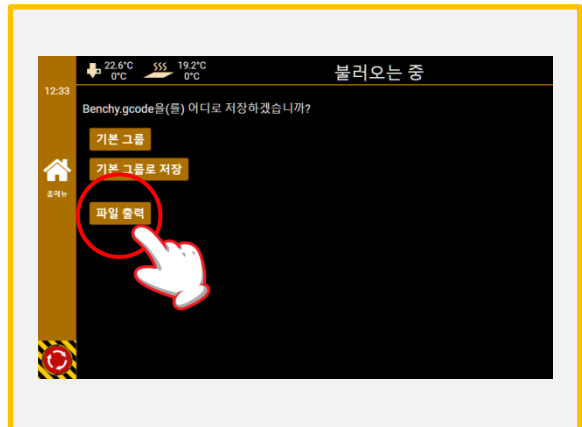 22.6°C 19.2°C 불러오는 중
0°C 0°C
12:33
Benchy.gcode을(를) 어디로 저장하겠습니까?
기본 그룹
기본 그룹로 저장
홈메뉴
파일 출력